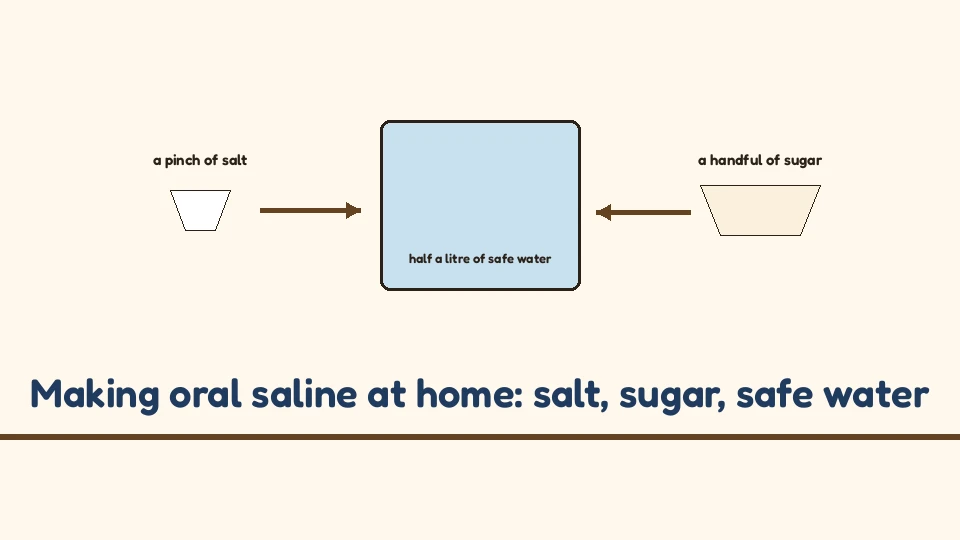 a pinch of salt
a handful of sugar
half a litre of safe water
Making oral saline at home: salt, sugar, safe water